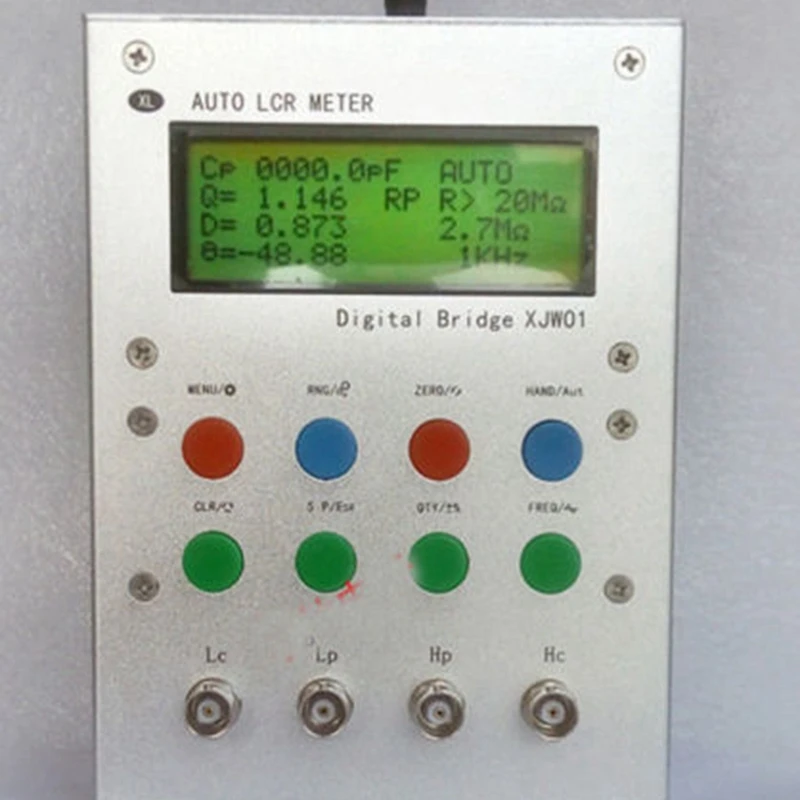 XL AUTO LCR METER
Cp 0000.0pF AUTO
Q= 1.146 RP R> 20MΩ
D= 0.873 2.7MΩ
θ=-48.88 1KHz
Digital Bridge XJW01
MENU/ RNG/ ZERO/ HAND/Aut
CLR/ S P/Esc QTY/±% FREQ/
Lc Lp Hp Hc